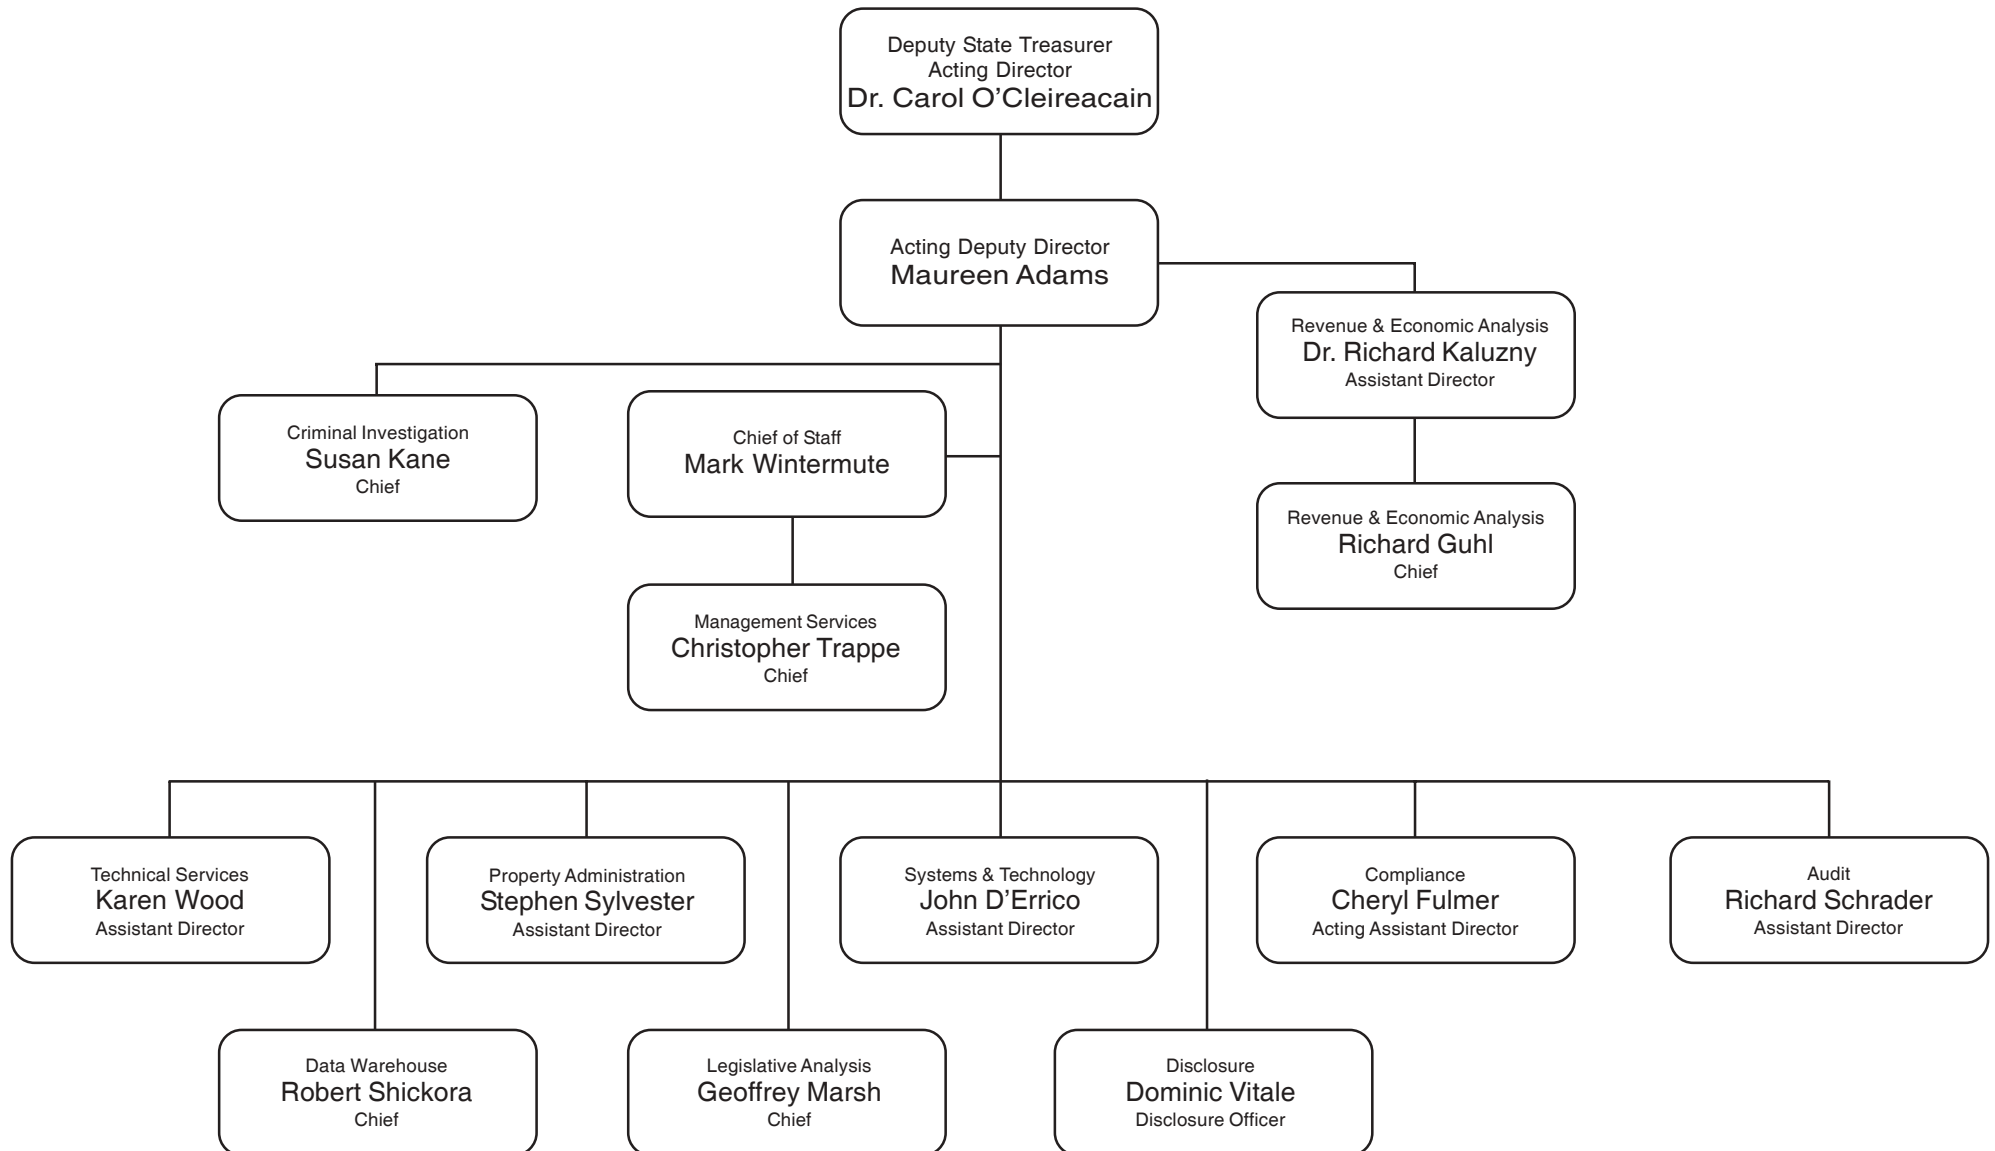 Deputy State Treasurer
Acting Director
Dr. Carol O’Cleireacain
Acting Deputy Director
Maureen Adams
Revenue & Economic Analysis
Dr. Richard Kaluzny
Assistant Director
Criminal Investigation
Susan Kane
Chief
Chief of Staff
Mark Wintermute
Revenue & Economic Analysis
Richard Guhl
Chief
Management Services
Christopher Trappe
Chief
Technical Services
Karen Wood
Assistant Director
Property Administration
Stephen Sylvester
Assistant Director
Systems & Technology
John D’Errico
Assistant Director
Compliance
Cheryl Fulmer
Acting Assistant Director
Audit
Richard Schrader
Assistant Director
Data Warehouse
Robert Shickora
Chief
Legislative Analysis
Geoffrey Marsh
Chief
Disclosure
Dominic Vitale
Disclosure Officer